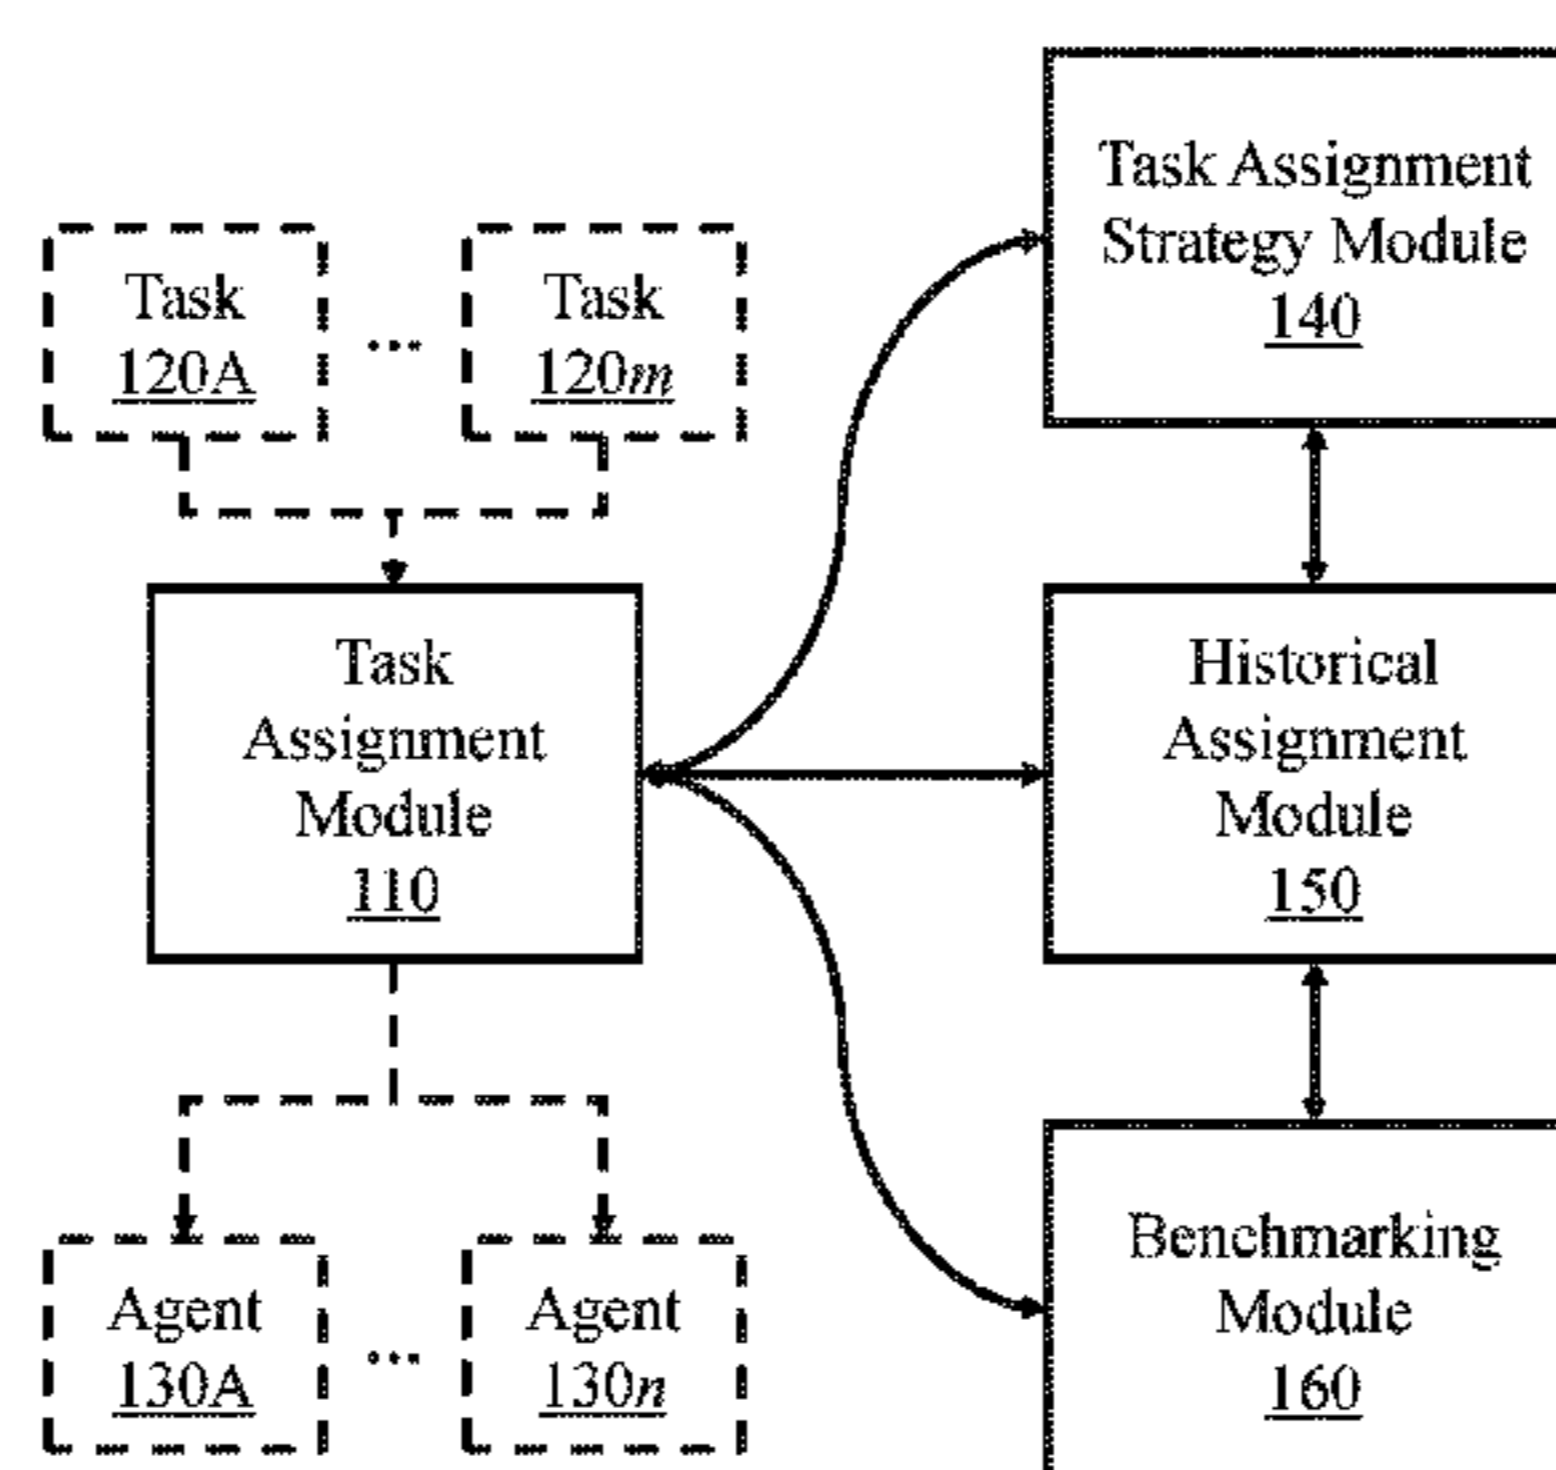 Task Assignment
Strategy Module
140
Task
120A
...
Task
120m
Task
Assignment
Module
110
Historical
Assignment
Module
150
Agent
130A
...
Agent
130n
Benchmarking
Module
160